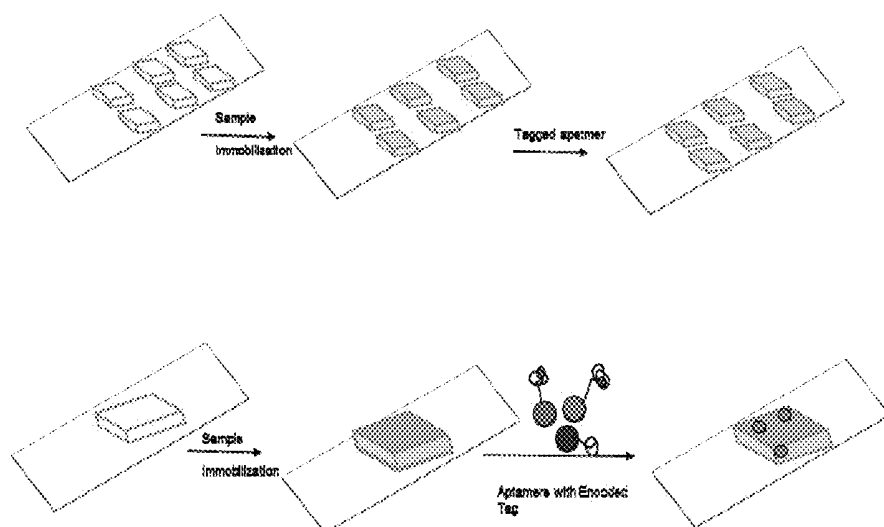 Sample
immobilization
Tagged apatmer
Sample
immobilization
Aptamers with Encoded
Tag